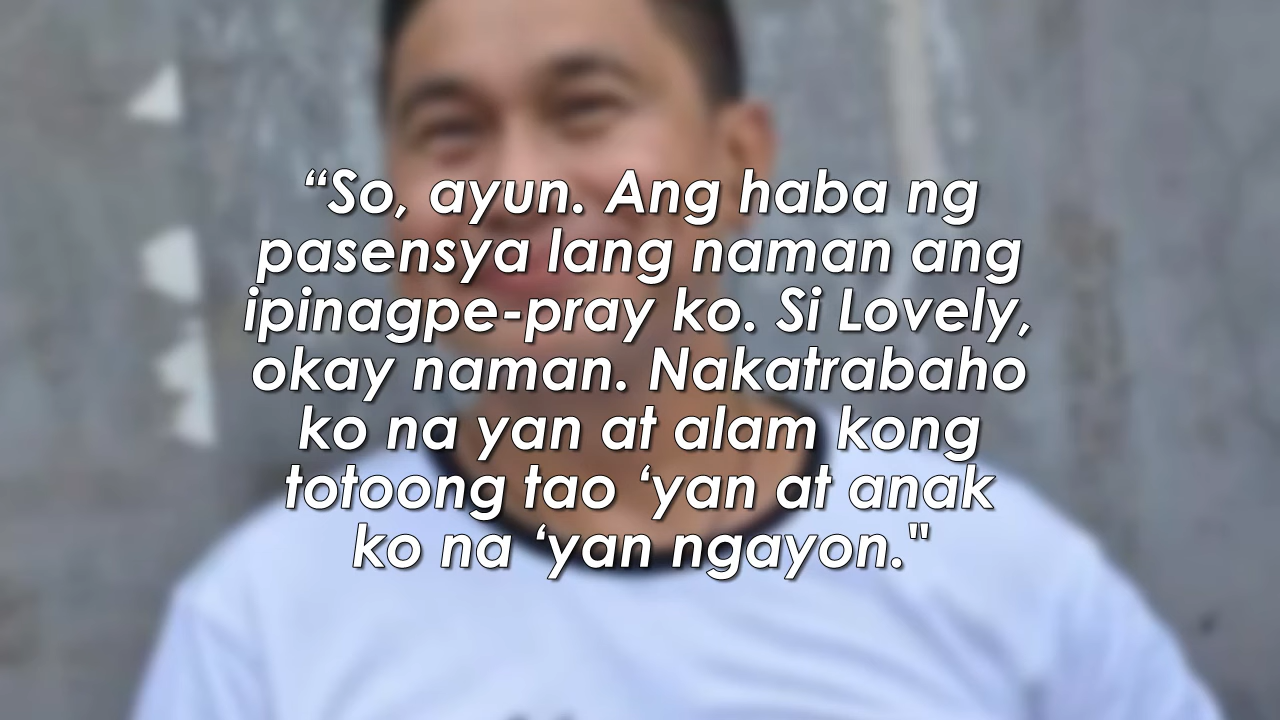 “So, ayun. Ang haba ng
pasensya lang naman ang
ipinagpe-pray ko. Si Lovely,
okay naman. Nakatrabaho
ko na yan at alam kong
totoong tao ‘yan at anak
ko na ‘yan ngayon."